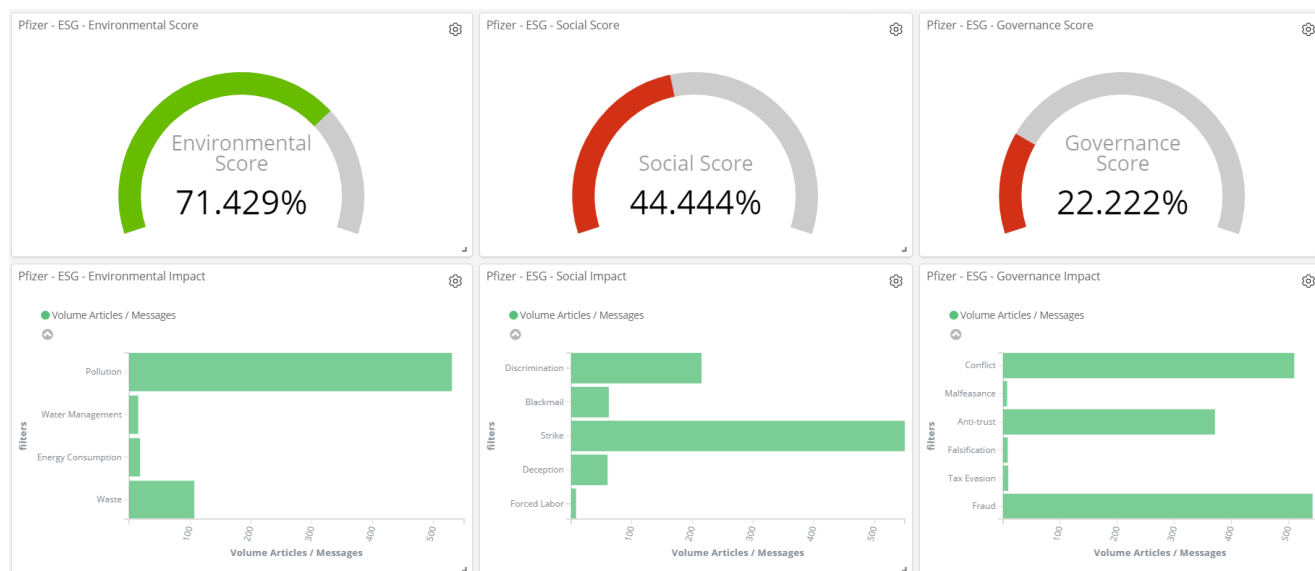 Pfizer - ESG - Environmental Score
Environmental
Score
71.429%
Pfizer - ESG - Social Score
Social Score
44.444%
Pfizer - ESG - Governance Score
Governance
Score
22.222%
Pfizer - ESG - Environmental Impact
Volume Articles / Messages
filters
Pollution
Water Management
Energy Consumption
Waste
100
200
300
400
500
Volume Articles / Messages
Pfizer - ESG - Social Impact
Volume Articles / Messages
filters
Discrimination
Blackmail
Strike
Deception
Forced Labor
100
200
300
400
500
Volume Articles / Messages
Pfizer - ESG - Governance Impact
Volume Articles / Messages
filters
Conflict
Malfeasance
Anti-trust
Falsification
Tax Evasion
Fraud
100
200
300
400
500
Volume Articles / Messages